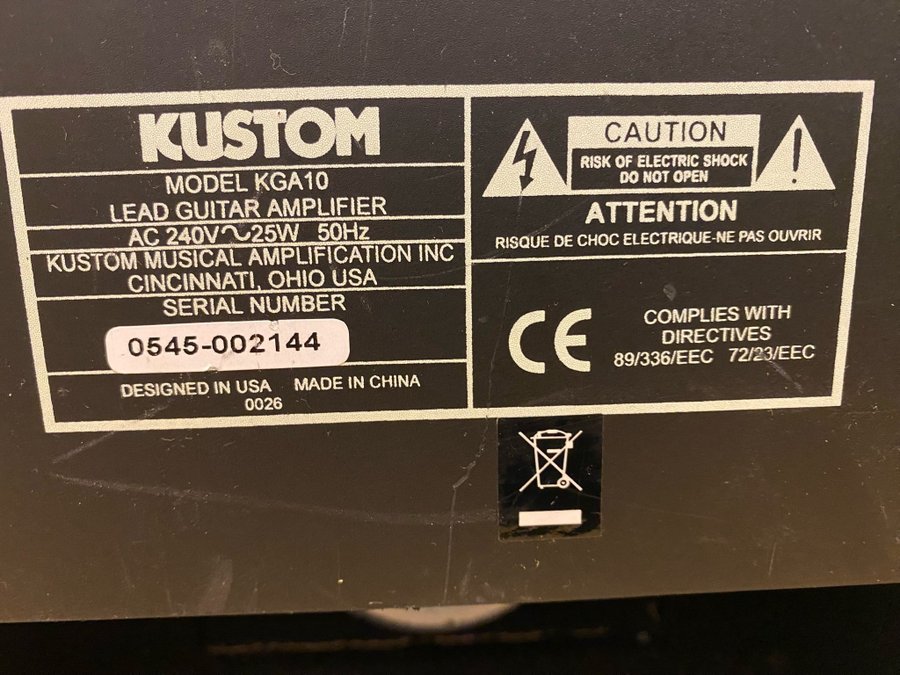 KUSTOM
MODEL KGA10
LEAD GUITAR AMPLIFIER
AC 240V～25W 50Hz
KUSTOM MUSICAL AMPLIFICATION INC
CINCINNATI, OHIO USA
SERIAL NUMBER
0545-002144
DESIGNED IN USA MADE IN CHINA
0026
CAUTION
RISK OF ELECTRIC SHOCK
DO NOT OPEN
ATTENTION
RISQUE DE CHOC ELECTRIQUE-NE PAS OUVRIR
CE
COMPLIES WITH
DIRECTIVES
89/336/EEC 72/23/EEC